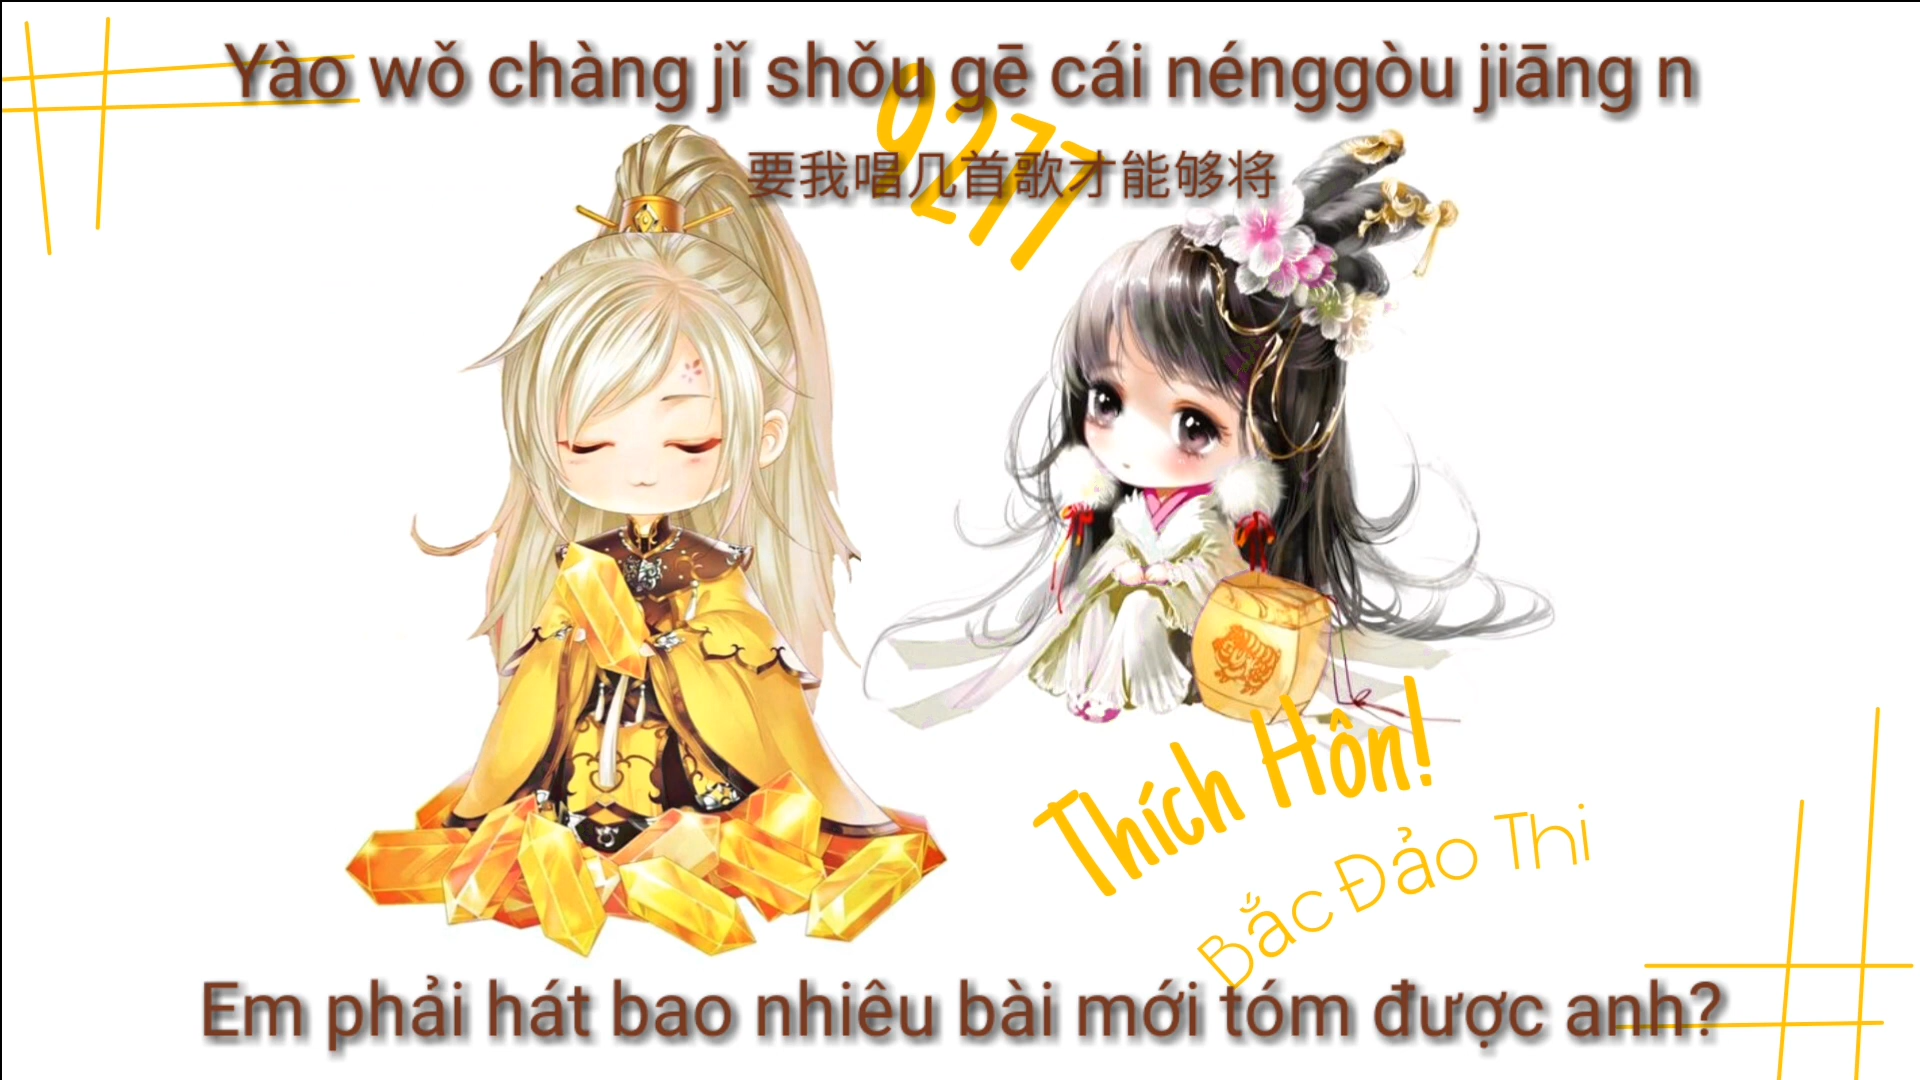 Yào wǒ chàng jǐ shǒu gē cái nénggòu jiāng n
9277
要我唱几首歌才能够将
Thích Hôn!
Bắc Đảo Thi
Em phải hát bao nhiêu bài mới tóm được anh?